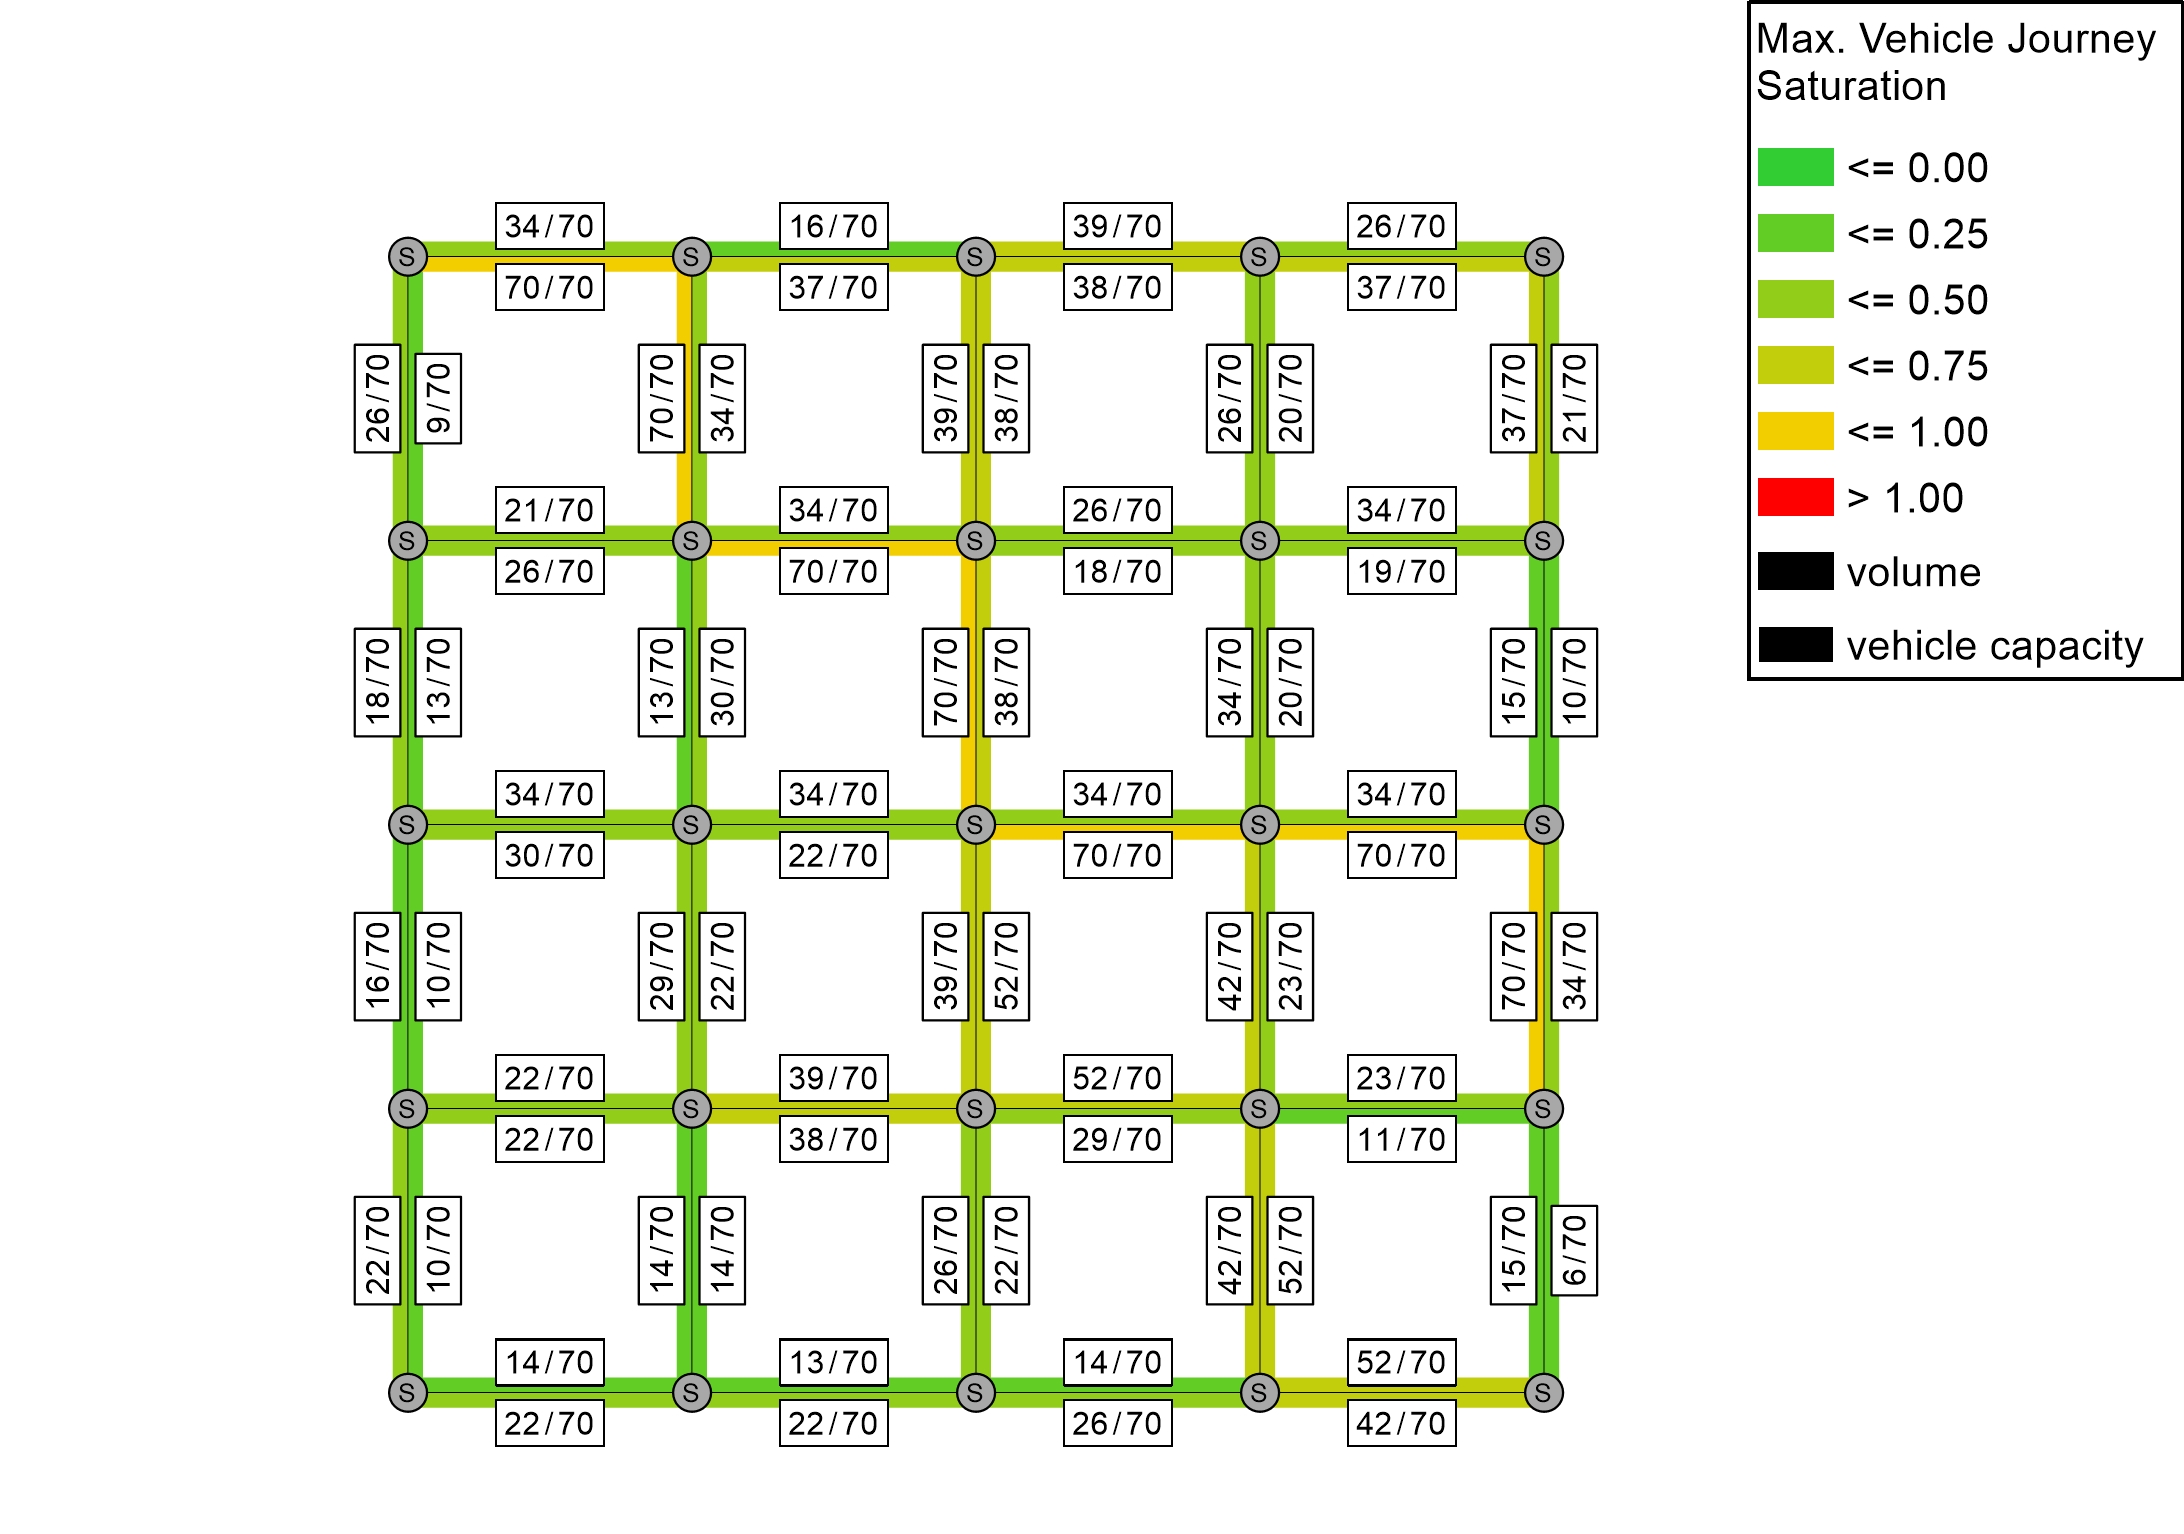 Max. Vehicle Journey
Saturation
<= 0.00
<= 0.25
<= 0.50
<= 0.75
<= 1.00
> 1.00
volume
vehicle capacity
34/70 16/70 39/70 26/70
S S S S S
70/70 37/70 38/70 37/70
26/70 9/70 70/70 34/70 39/70 38/70 26/70 20/70 37/70 21/70
21/70 34/70 26/70 34/70
S S S S S
26/70 70/70 18/70 19/70
18/70 13/70 13/70 30/70 70/70 38/70 34/70 20/70 15/70 10/70
34/70 34/70 34/70 34/70
S S S S S
30/70 22/70 70/70 70/70
16/70 10/70 29/70 22/70 39/70 52/70 42/70 23/70 70/70 34/70
22/70 39/70 52/70 23/70
S S S S S
22/70 38/70 29/70 11/70
22/70 10/70 14/70 14/70 26/70 22/70 42/70 52/70 15/70 6/70
14/70 13/70 14/70 52/70
S S S S S
22/70 22/70 26/70 42/70